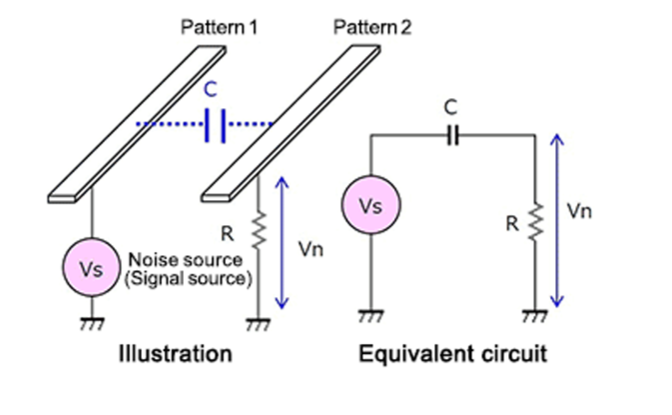 Pattern 1
Pattern 2
C
R
Vn
Vs
Noise source
(Signal source)
Illustration
C
Vs
R
Vn
Equivalent circuit